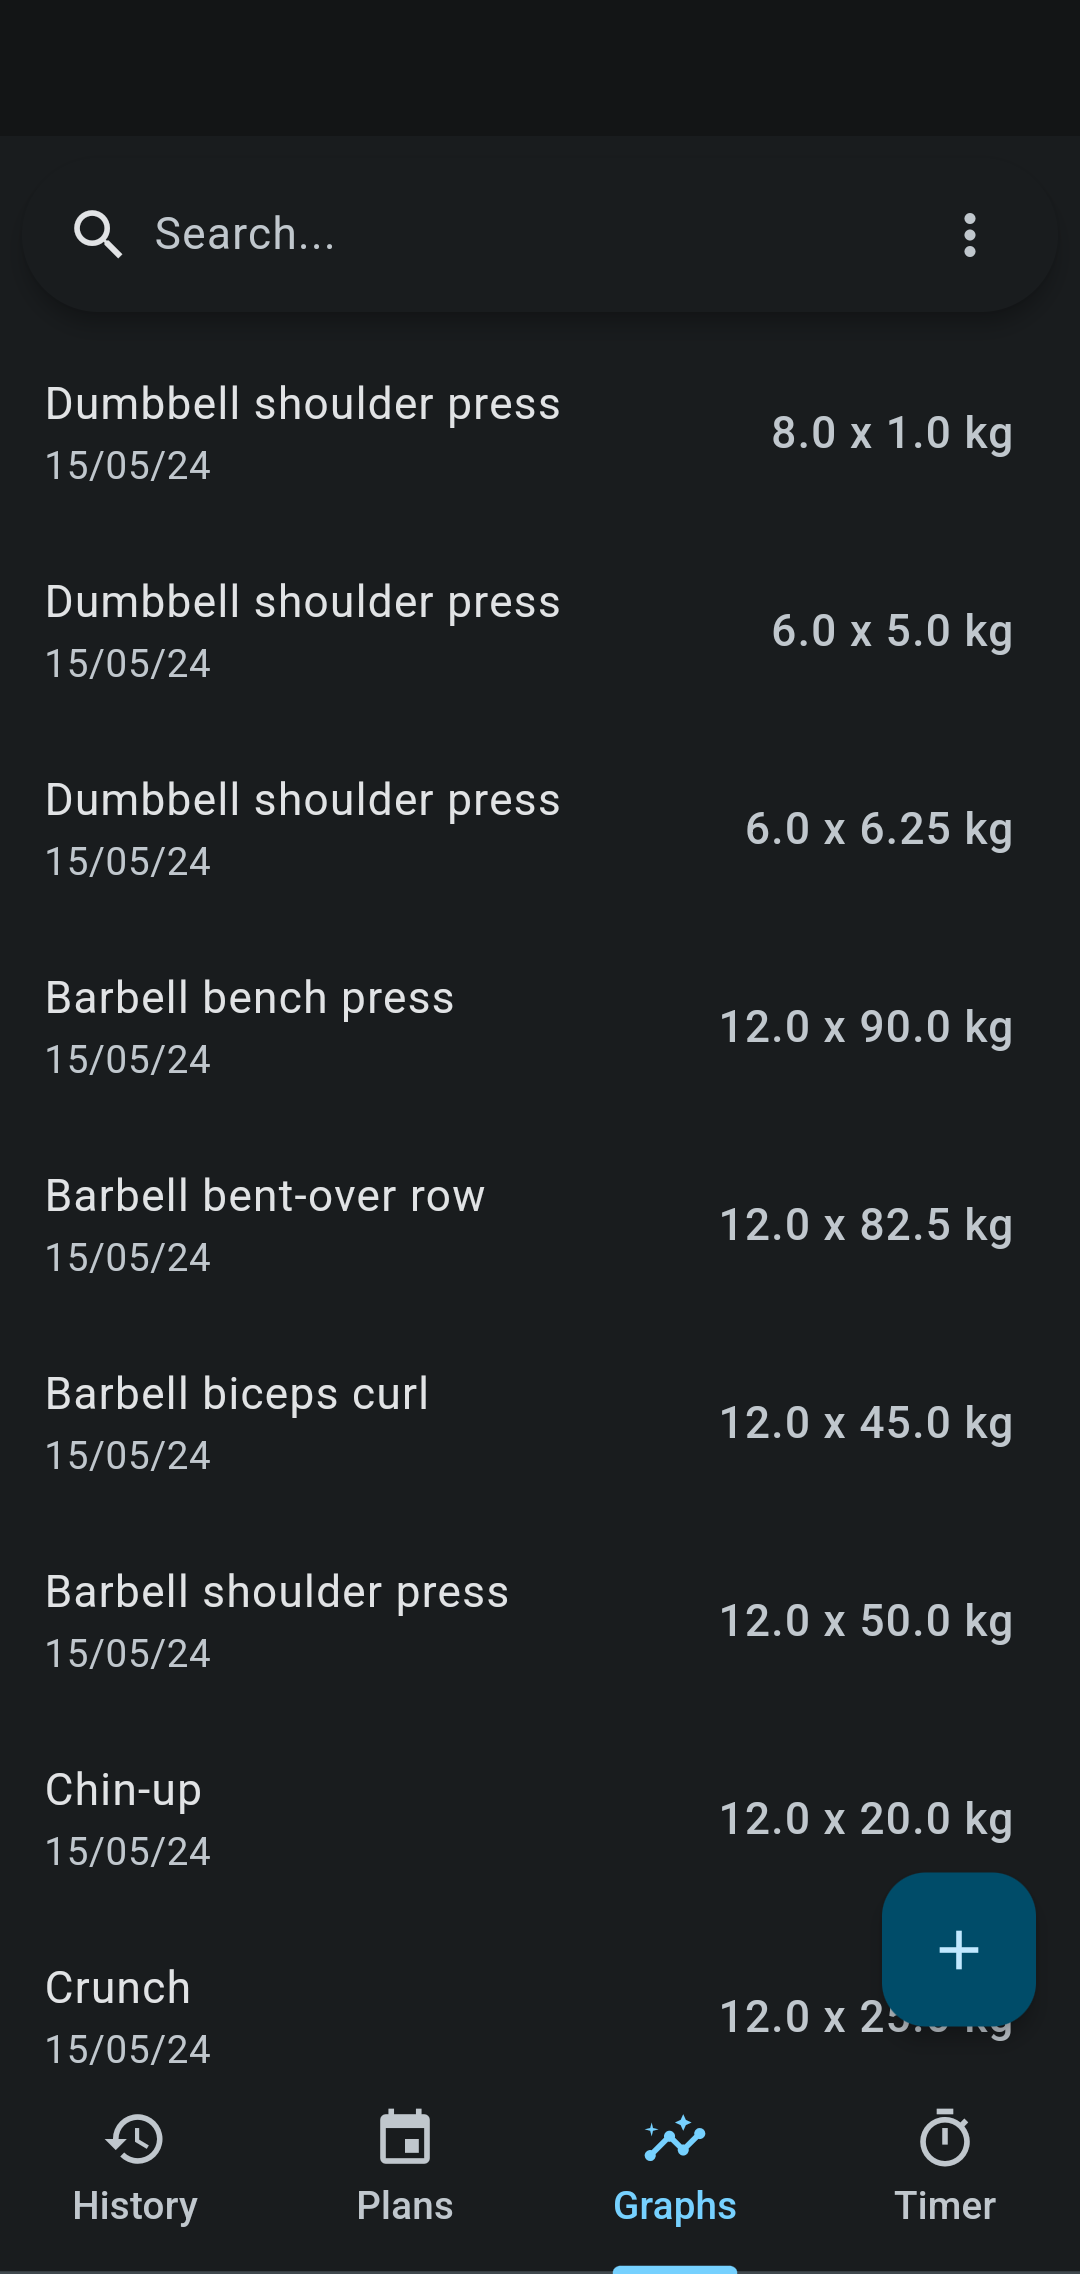 Search...
Dumbbell shoulder press
15/05/24
8.0 x 1.0 kg
Dumbbell shoulder press
15/05/24
6.0 x 5.0 kg
Dumbbell shoulder press
15/05/24
6.0 x 6.25 kg
Barbell bench press
15/05/24
12.0 x 90.0 kg
Barbell bent-over row
15/05/24
12.0 x 82.5 kg
Barbell biceps curl
15/05/24
12.0 x 45.0 kg
Barbell shoulder press
15/05/24
12.0 x 50.0 kg
Chin-up
15/05/24
12.0 x 20.0 kg
Crunch
15/05/24
12.0 x kg
History
Plans
Graphs
Timer